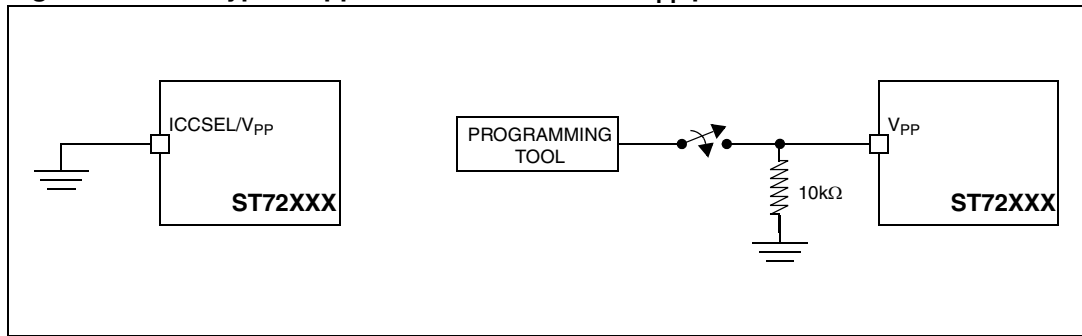 ICCSEL/VPP
ST72XXX
PROGRAMMING
TOOL
10kΩ
VPP
ST72XXX